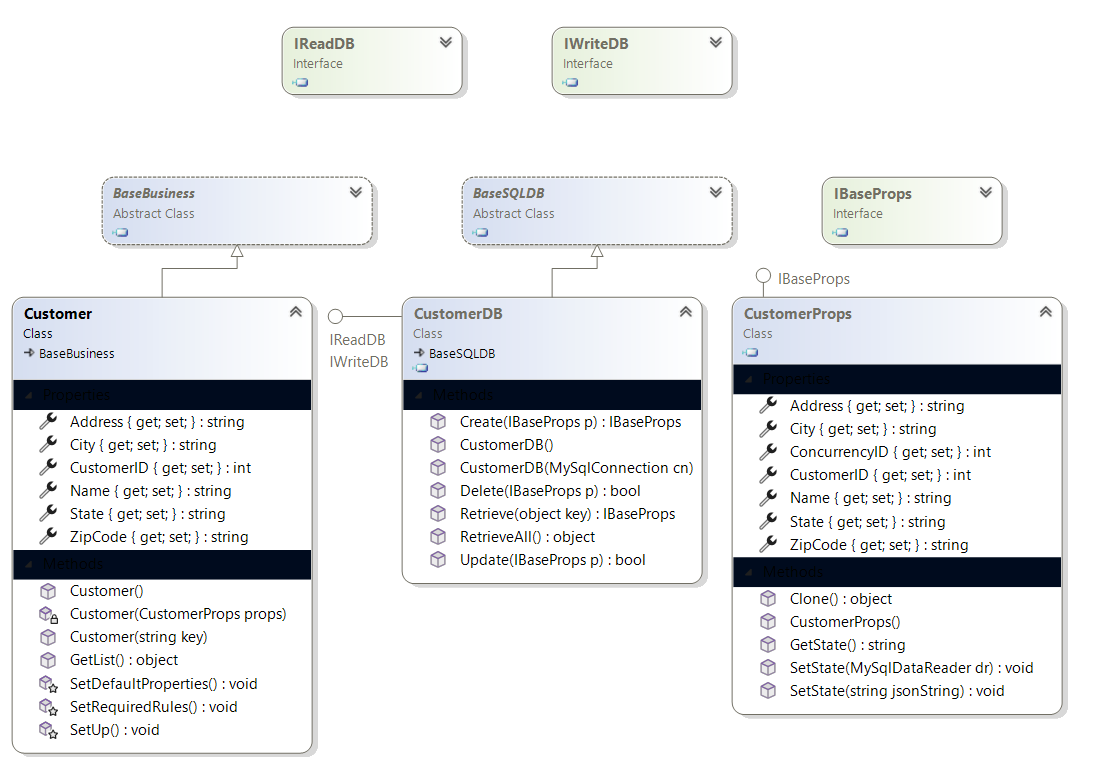 IReadDB
Interface
IWriteDB
Interface
BaseBusiness
Abstract Class
BaseSQLDB
Abstract Class
IBaseProps
Interface
Customer
Class
BaseBusiness
Properties
Address { get; set; } : string
City { get; set; } : string
CustomerID { get; set; } : int
Name { get; set; } : string
State { get; set; } : string
ZipCode { get; set; } : string
Methods
Customer()
Customer(CustomerProps props)
Customer(string key)
GetList() : object
SetDefaultProperties() : void
SetRequiredRules() : void
SetUp() : void
IReadDB
IWriteDB
CustomerDB
Class
BaseSQLDB
Methods
Create(IBaseProps p) : IBaseProps
CustomerDB()
CustomerDB(MySqlConnection cn)
Delete(IBaseProps p) : bool
Retrieve(object key) : IBaseProps
RetrieveAll() : object
Update(IBaseProps p) : bool
IBaseProps
CustomerProps
Class
Properties
Address { get; set; } : string
City { get; set; } : string
ConcurrencyID { get; set; } : int
CustomerID { get; set; } : int
Name { get; set; } : string
State { get; set; } : string
ZipCode { get; set; } : string
Methods
Clone() : object
CustomerProps()
GetState() : string
SetState(MySqlDataReader dr) : void
SetState(string jsonString) : void